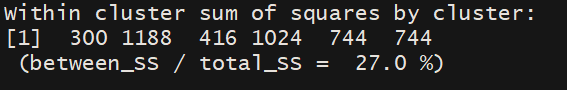 Within cluster sum of squares by cluster:
[1]  300 1188  416 1024  744  744
 (between_SS / total_SS =  27.0 %)